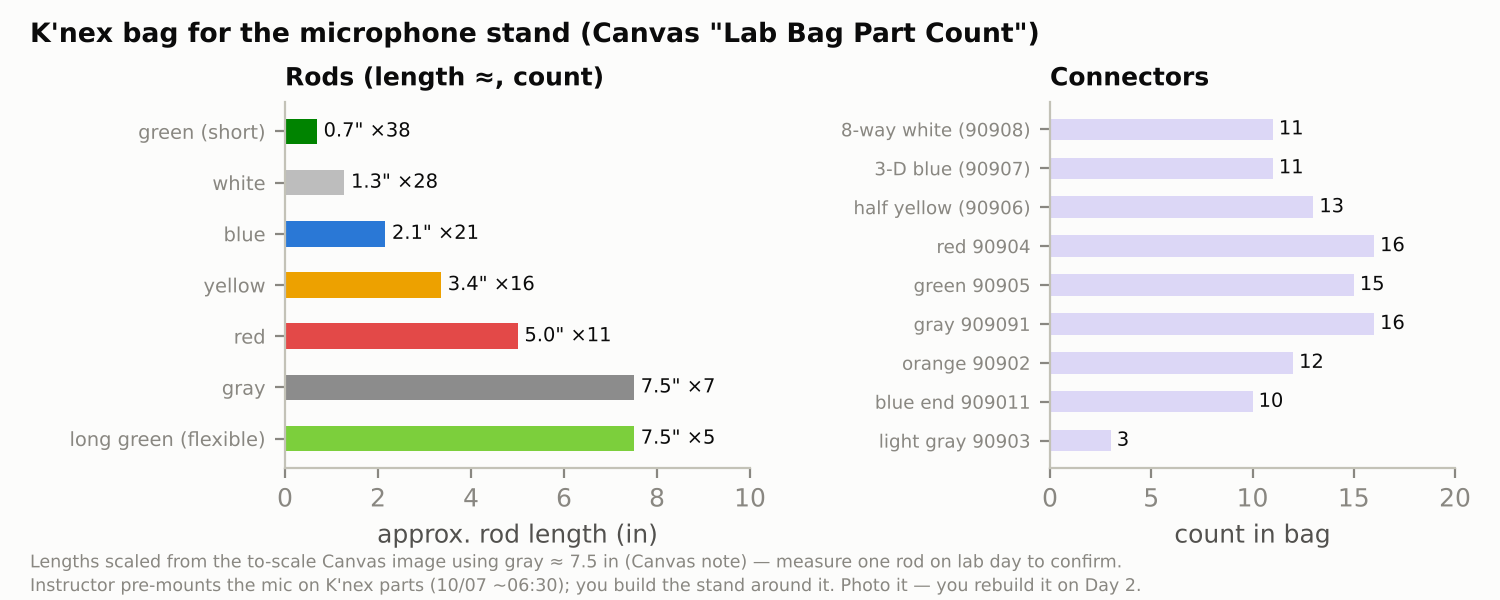 K'nex bag for the microphone stand (Canvas "Lab Bag Part Count")
Rods (length ≈, count)
green (short) 0.7" ×38
white 1.3" ×28
blue 2.1" ×21
yellow 3.4" ×16
red 5.0" ×11
gray 7.5" ×7
long green (flexible) 7.5" ×5
0 2 4 6 8 10
approx. rod length (in)
Connectors
8-way white (90908) 11
3-D blue (90907) 11
half yellow (90906) 13
red 90904 16
green 90905 15
gray 909091 16
orange 90902 12
blue end 909011 10
light gray 90903 3
0 5 10 15 20
count in bag
Lengths scaled from the to-scale Canvas image using gray ≈ 7.5 in (Canvas note) — measure one rod on lab day to confirm.
Instructor pre-mounts the mic on K'nex parts (10/07 ~06:30); you build the stand around it. Photo it — you rebuild it on Day 2.